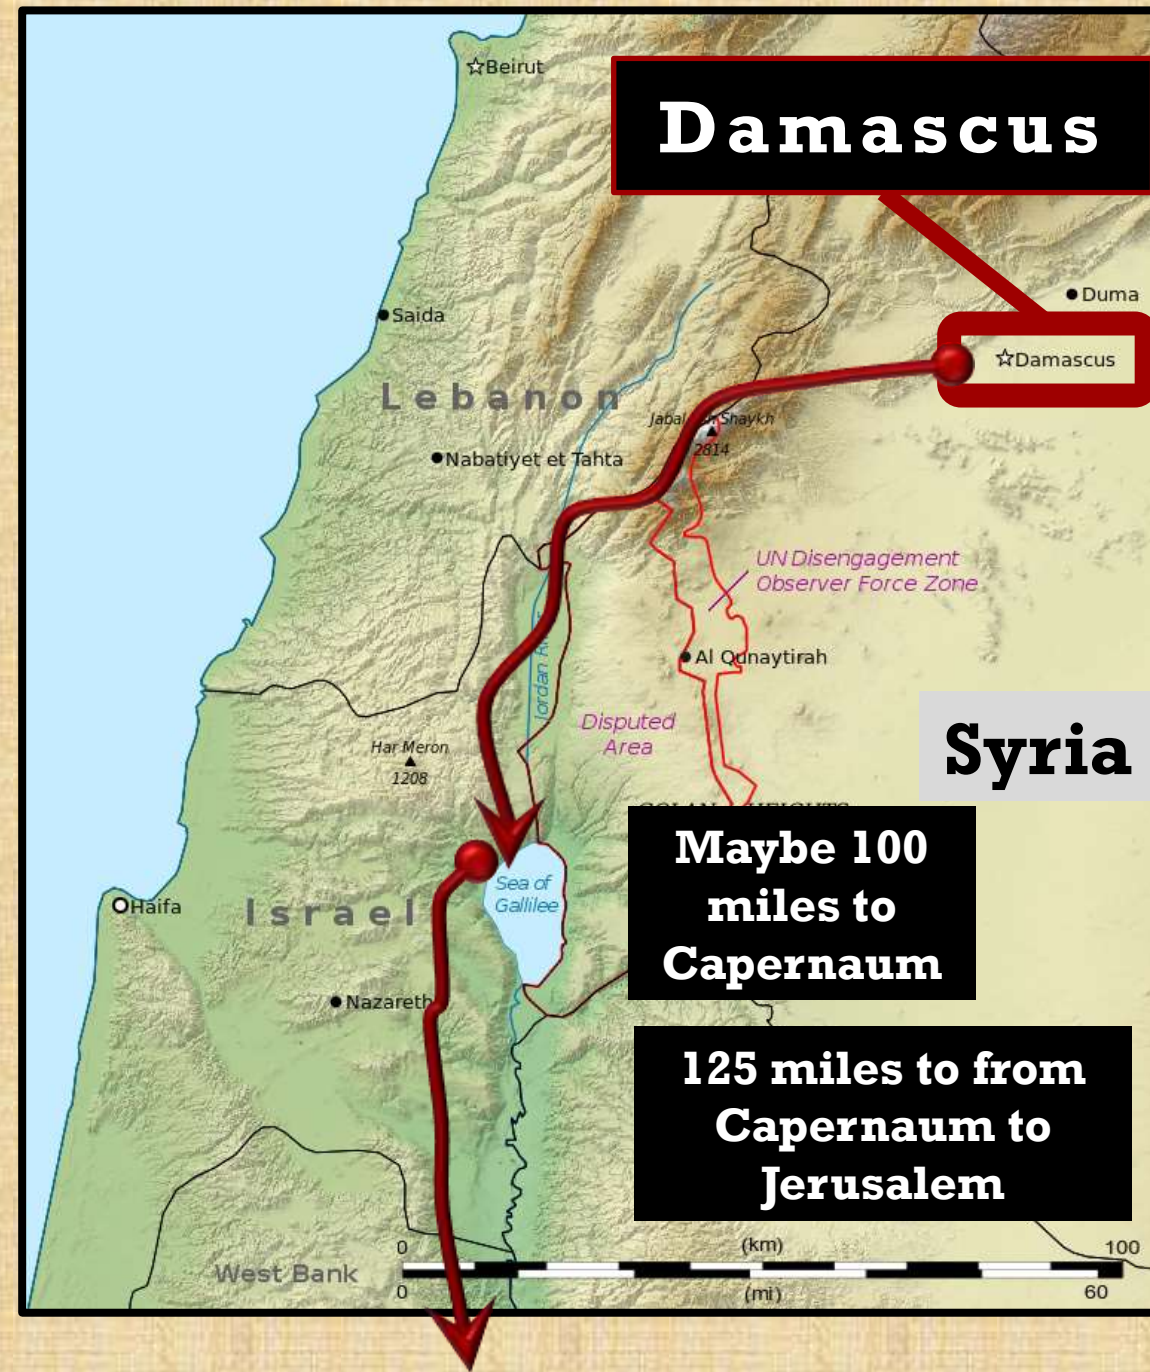 Beirut
Damascus
Duma
Saida
Damascus
Lebanon
Shaykh
2814
Nabatiyet et Tahta
UN Disengagement
Observer Force Zone
Al Qunaytirah
Jordan
Disputed
Area
Syria
Har Meron
1208
Maybe 100
miles to
Capernaum
Sea of
Gallilee
Haifa
Israel
Nazareth
125 miles to from
Capernaum to
Jerusalem
0
(km)
100
West Bank
0
(mi)
60